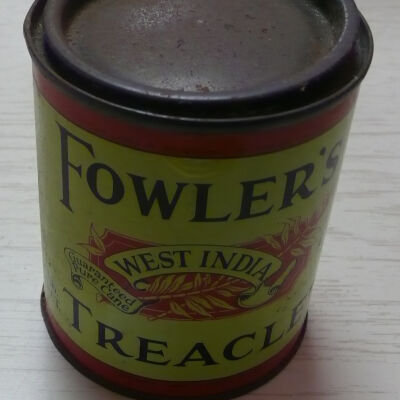 FOWLER'S
WEST INDIA
Guaranteed
Pure Cane
TREACLE